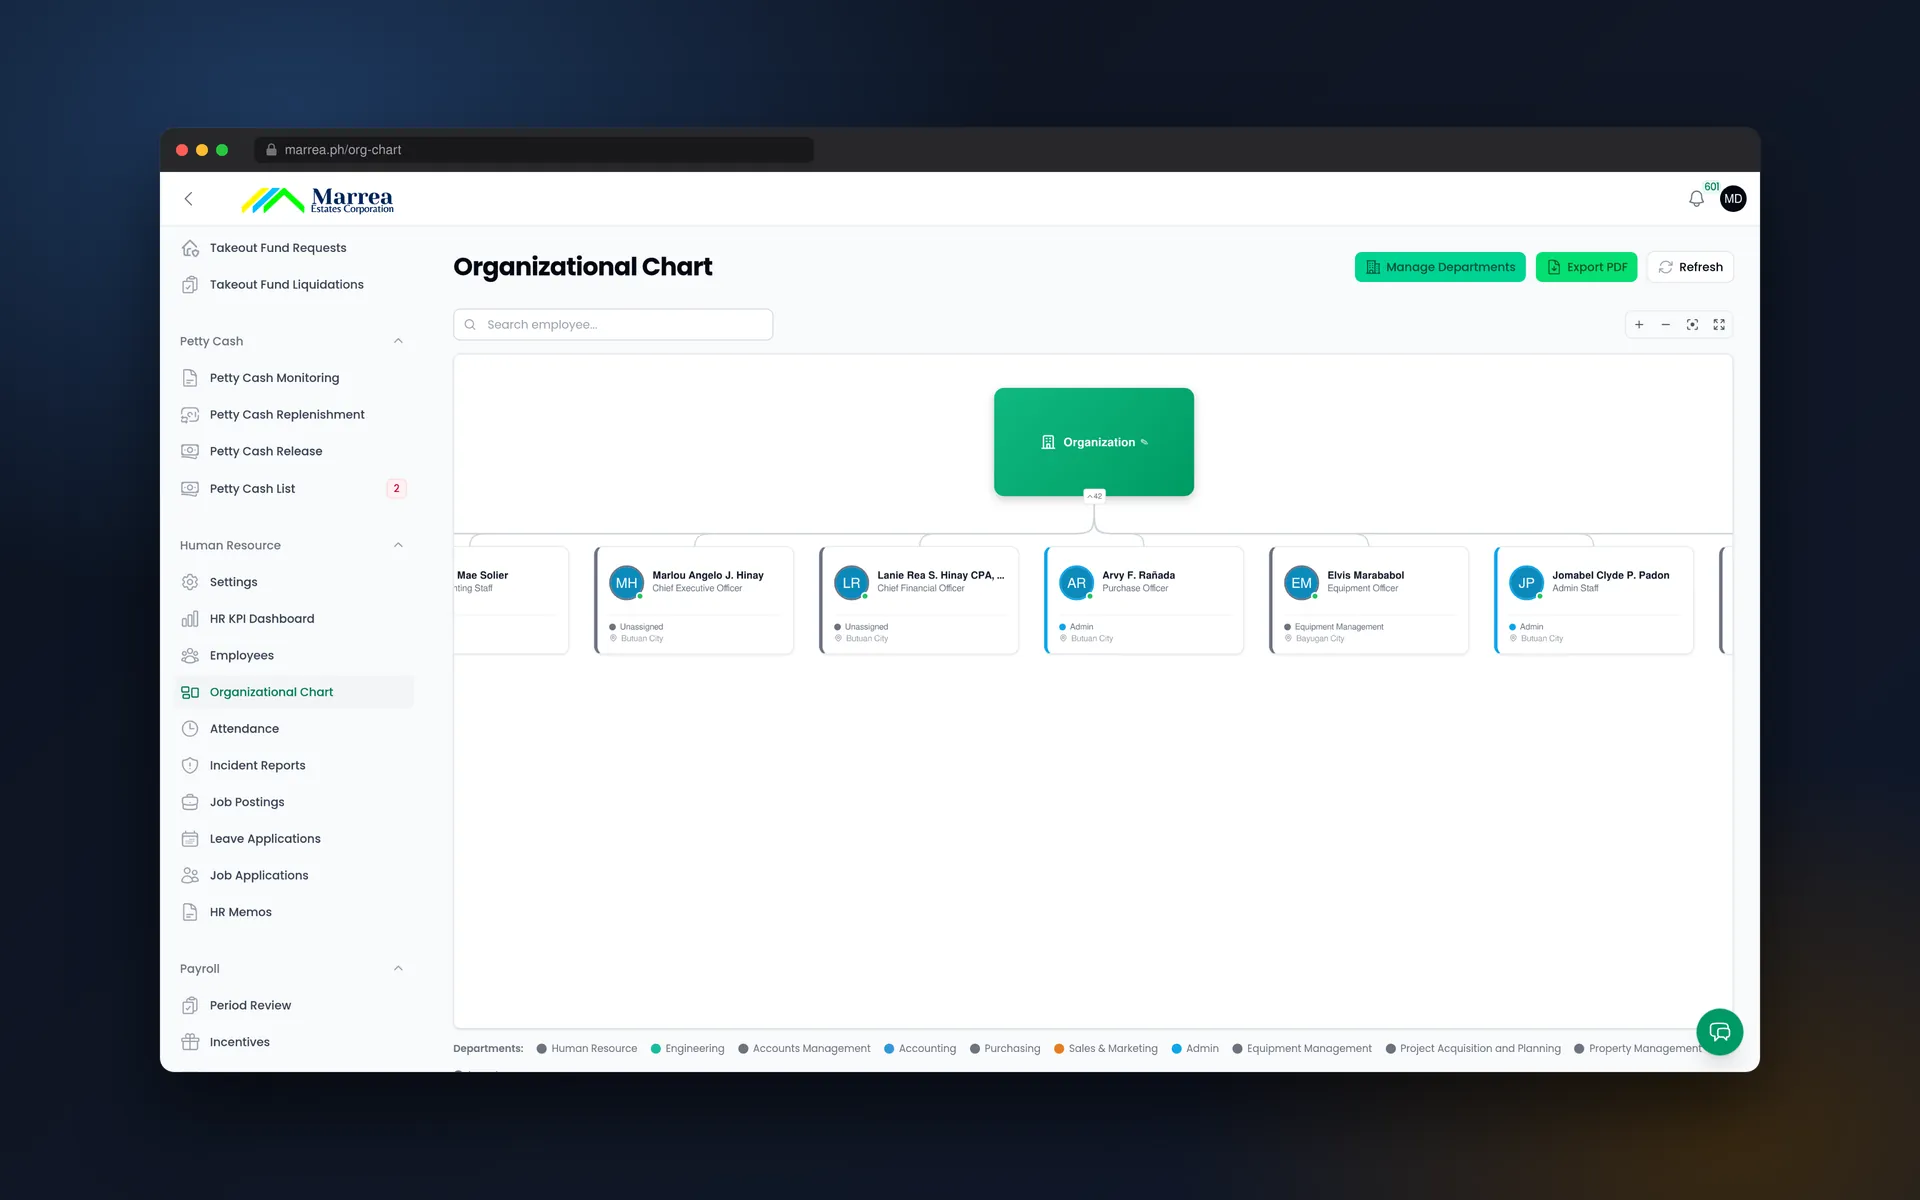 marrea.ph/org-chart
Marrea
Estates Corporation
601
MD
Takeout Fund Requests
Takeout Fund Liquidations
Petty Cash
Petty Cash Monitoring
Petty Cash Replenishment
Petty Cash Release
Petty Cash List
2
Human Resource
Settings
HR KPI Dashboard
Employees
Organizational Chart
Attendance
Incident Reports
Job Postings
Leave Applications
Job Applications
HR Memos
Payroll
Period Review
Incentives
Organizational Chart
Manage Departments
Export PDF
Refresh
Search employee...
Organization
42
Mae Solier
nting Staff
MH
Marlou Angelo J. Hinay
Chief Executive Officer
Unassigned
Butuan City
LR
Lanie Rea S. Hinay CPA, ...
Chief Financial Officer
Unassigned
Butuan City
AR
Arvy F. Rañada
Purchase Officer
Admin
Butuan City
EM
Elvis Marababol
Equipment Officer
Equipment Management
Bayugan City
JP
Jomabel Clyde P. Padon
Admin Staff
Admin
Butuan City
Departments: Human Resource Engineering Accounts Management Accounting Purchasing Sales & Marketing Admin Equipment Management Project Acquisition and Planning Property Management